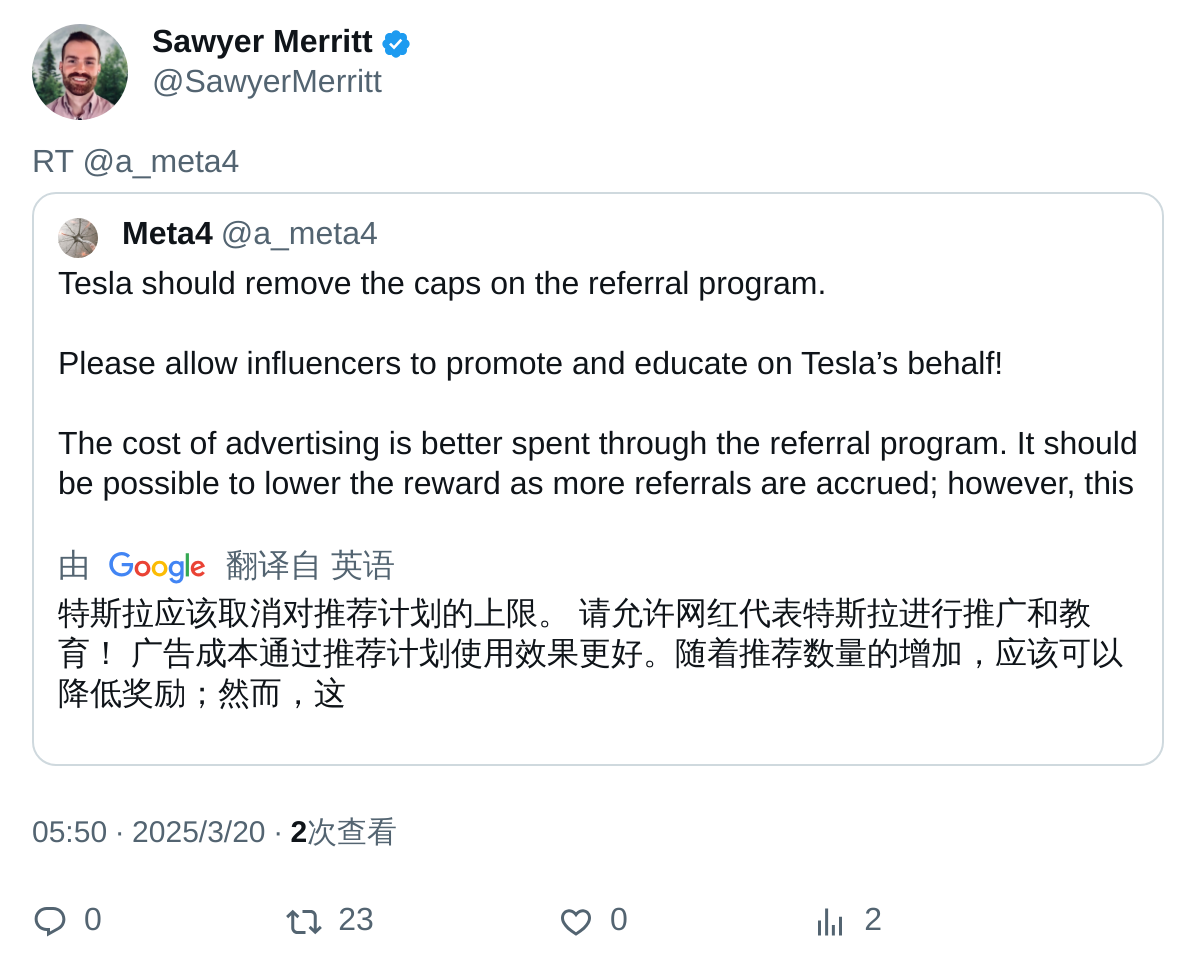 Sawyer Merritt
@SawyerMerritt
RT @a_meta4
Meta4 @a_meta4
Tesla should remove the caps on the referral program.
Please allow influencers to promote and educate on Tesla’s behalf!
The cost of advertising is better spent through the referral program. It should
be possible to lower the reward as more referrals are accrued; however, this
由 Google 翻译自 英语
特斯拉应该取消对推荐计划的上限。 请允许网红代表特斯拉进行推广和教
育！ 广告成本通过推荐计划使用效果更好。随着推荐数量的增加，应该可以
降低奖励；然而，这
05:50 · 2025/3/20 · 2次查看
0 23 0 2